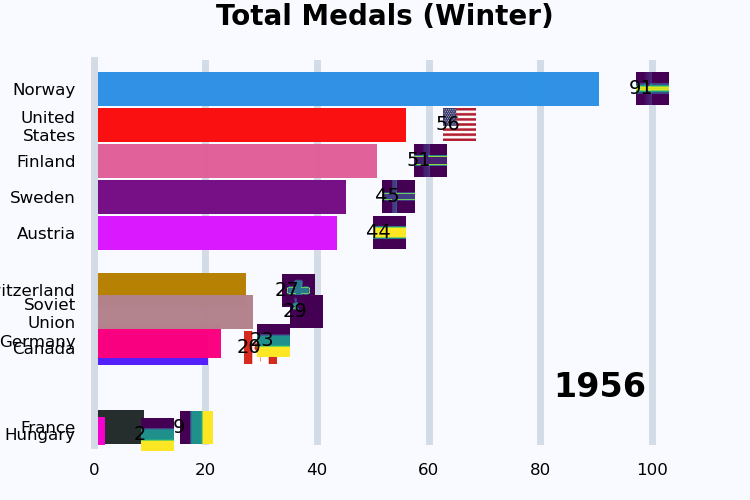 Total Medals (Winter)
Norway 91
United
States 56
Finland 51
Sweden 45
Austria 44
itzerland 27
Soviet
Union 29
Germany 23
Canada 20
France 9
Hungary 2
1956
0 20 40 60 80 100